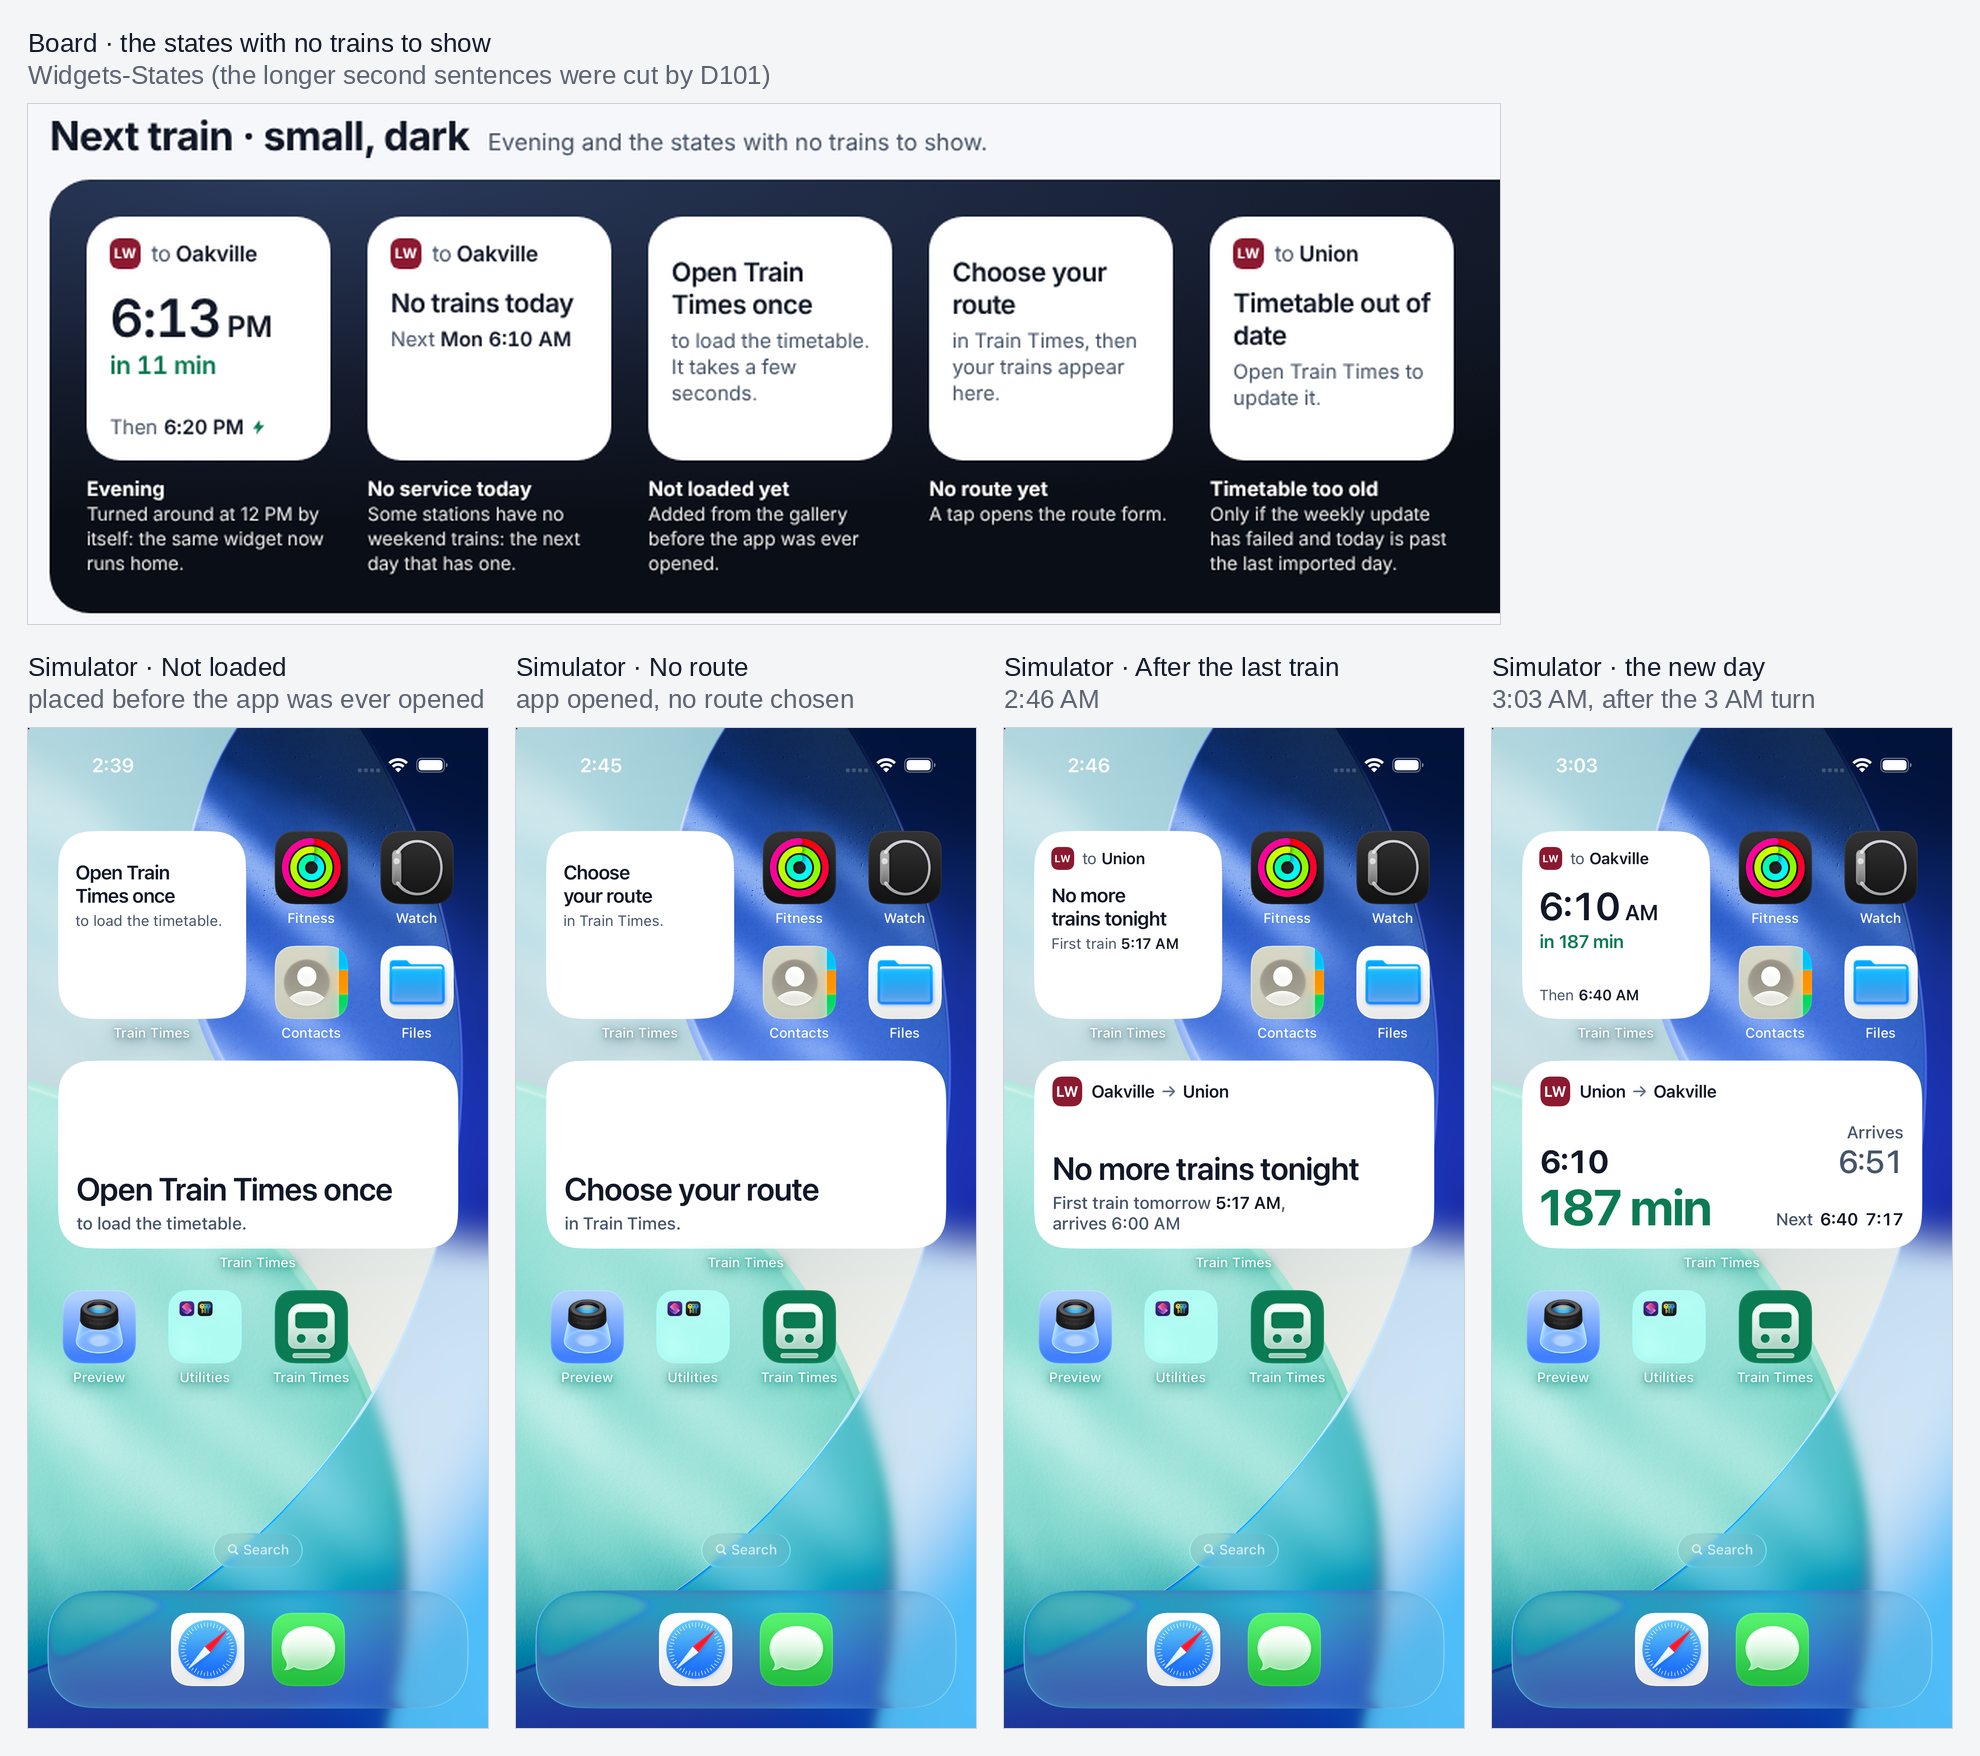 Board · the states with no trains to show
Widgets-States (the longer second sentences were cut by D101)
Next train · small, dark Evening and the states with no trains to show.
LW to Oakville
6:13 PM
in 11 min
Then 6:20 PM
Evening
Turned around at 12 PM by
itself: the same widget now
runs home.
LW to Oakville
No trains today
Next Mon 6:10 AM
No service today
Some stations have no
weekend trains: the next
day that has one.
Open Train
Times once
to load the timetable.
It takes a few
seconds.
Not loaded yet
Added from the gallery
before the app was ever
opened.
Choose your
route
in Train Times, then
your trains appear
here.
No route yet
A tap opens the route form.
LW to Union
Timetable out of
date
Open Train Times to
update it.
Timetable too old
Only if the weekly update
has failed and today is past
the last imported day.
Simulator · Not loaded
placed before the app was ever opened
2:39
Open Train
Times once
to load the timetable.
Train Times
Fitness
Watch
Contacts
Files
Open Train Times once
to load the timetable.
Train Times
Preview
Utilities
Train Times
Search
Simulator · No route
app opened, no route chosen
2:45
Choose
your route
in Train Times.
Train Times
Fitness
Watch
Contacts
Files
Choose your route
in Train Times.
Train Times
Preview
Utilities
Train Times
Search
Simulator · After the last train
2:46 AM
2:46
LW to Union
No more
trains tonight
First train 5:17 AM
Train Times
Fitness
Watch
Contacts
Files
LW Oakville → Union
No more trains tonight
First train tomorrow 5:17 AM,
arrives 6:00 AM
Train Times
Preview
Utilities
Train Times
Search
Simulator · the new day
3:03 AM, after the 3 AM turn
3:03
LW to Oakville
6:10 AM
in 187 min
Then 6:40 AM
Train Times
Fitness
Watch
Contacts
Files
LW Union → Oakville
Arrives
6:10
6:51
187 min
Next 6:40 7:17
Train Times
Preview
Utilities
Train Times
Search